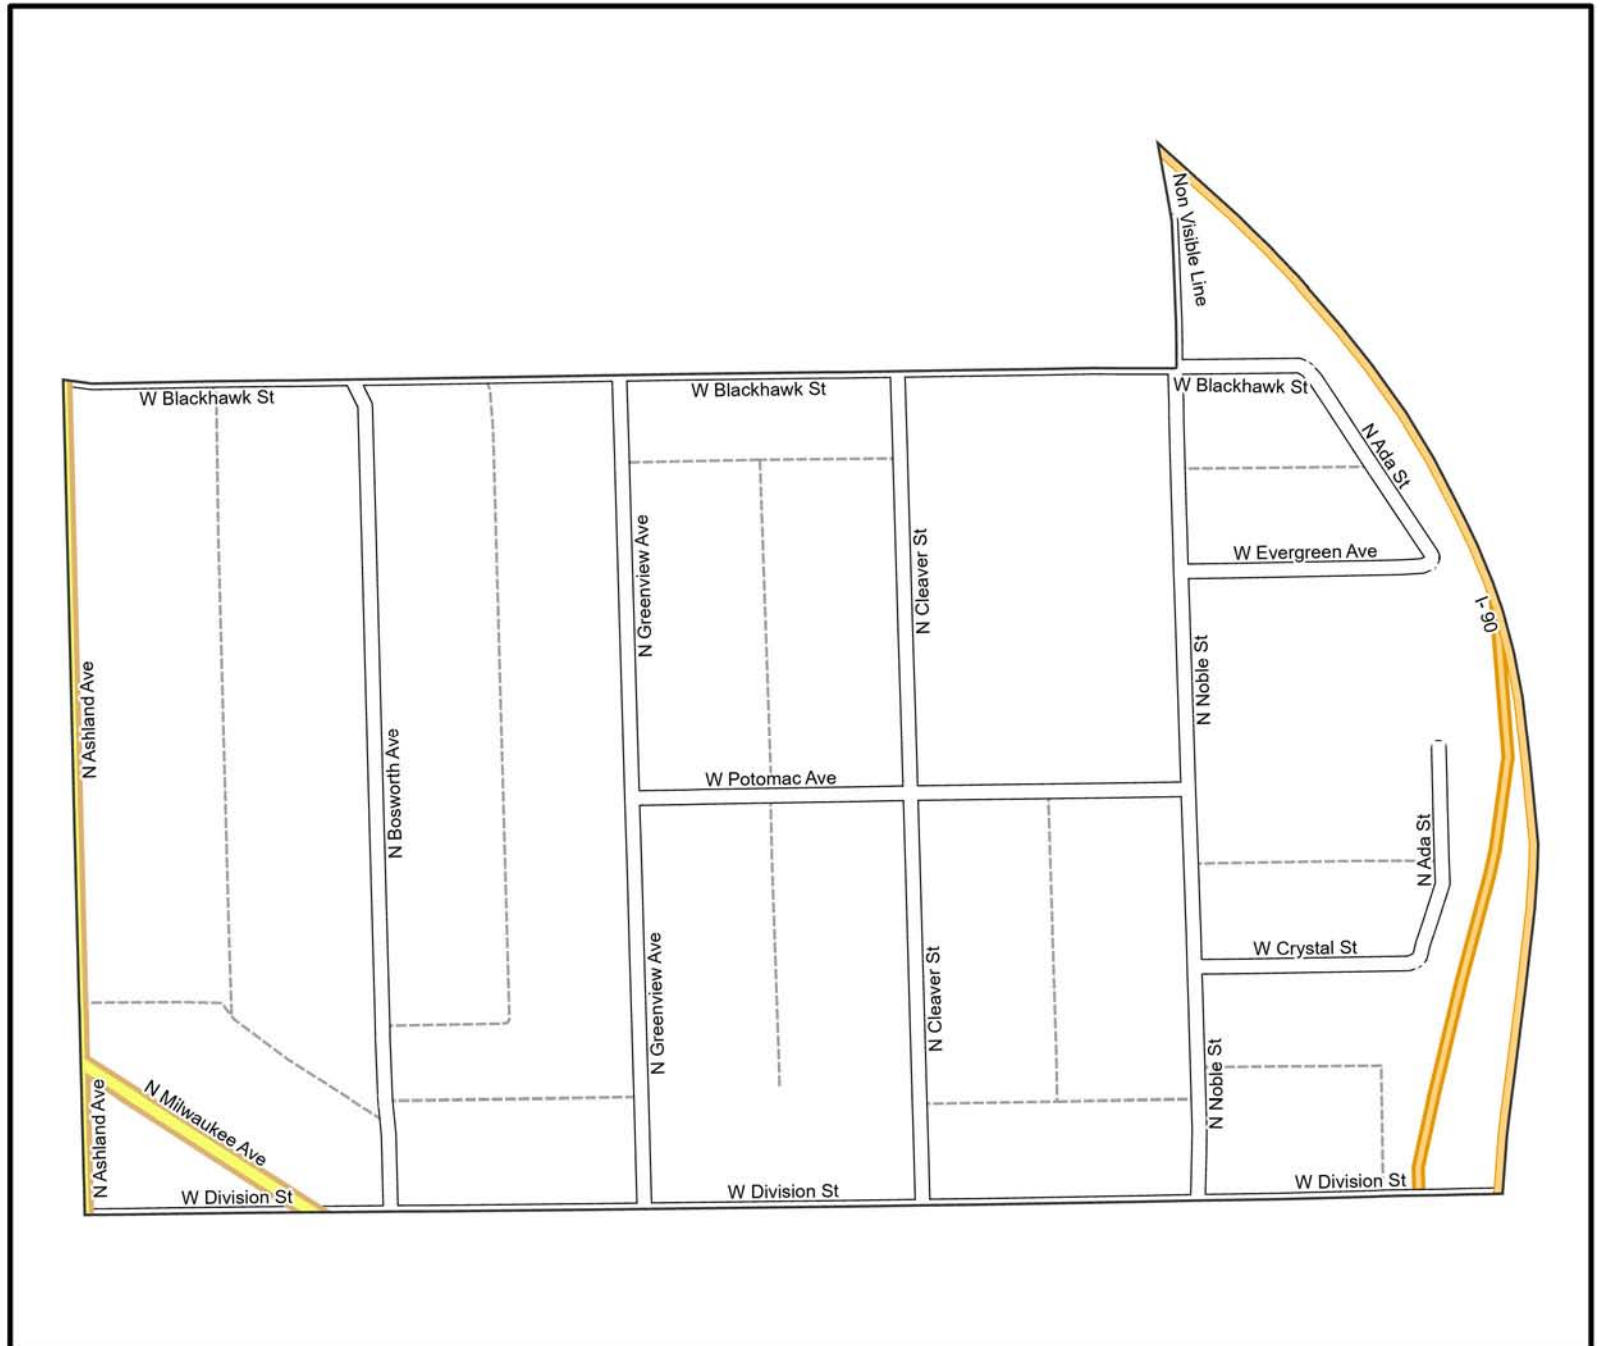 Non Visible Line
W Blackhawk St
W Blackhawk St
W Blackhawk St
N Ada St
N Greenview Ave
N Cleaver St
W Evergreen Ave
I-90
N Ashland Ave
N Noble St
N Bosworth Ave
W Potomac Ave
N Ada St
W Crystal St
N Greenview Ave
N Cleaver St
N Noble St
N Ashland Ave
N Milwaukee Ave
W Division St
W Division St
W Division St